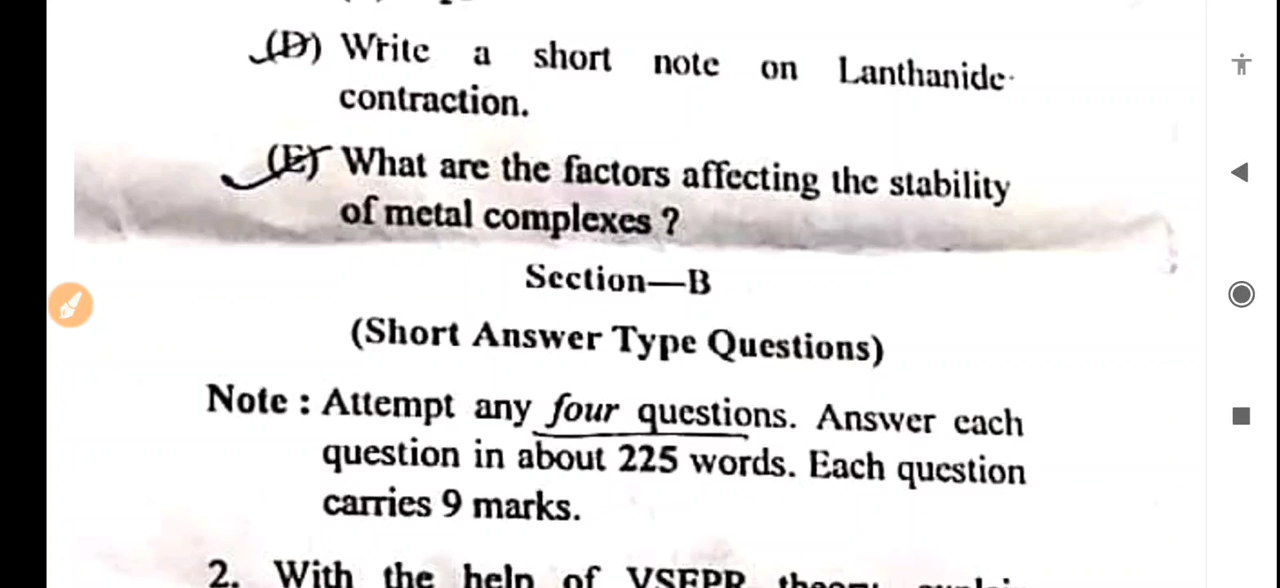 (D) Write a short note on Lanthanide
contraction.
(E) What are the factors affecting the stability
of metal complexes ?
Section—B
(Short Answer Type Questions)
Note : Attempt any four questions. Answer each
question in about 225 words. Each question
carries 9 marks.
2. With the help of VSEPR theory explain